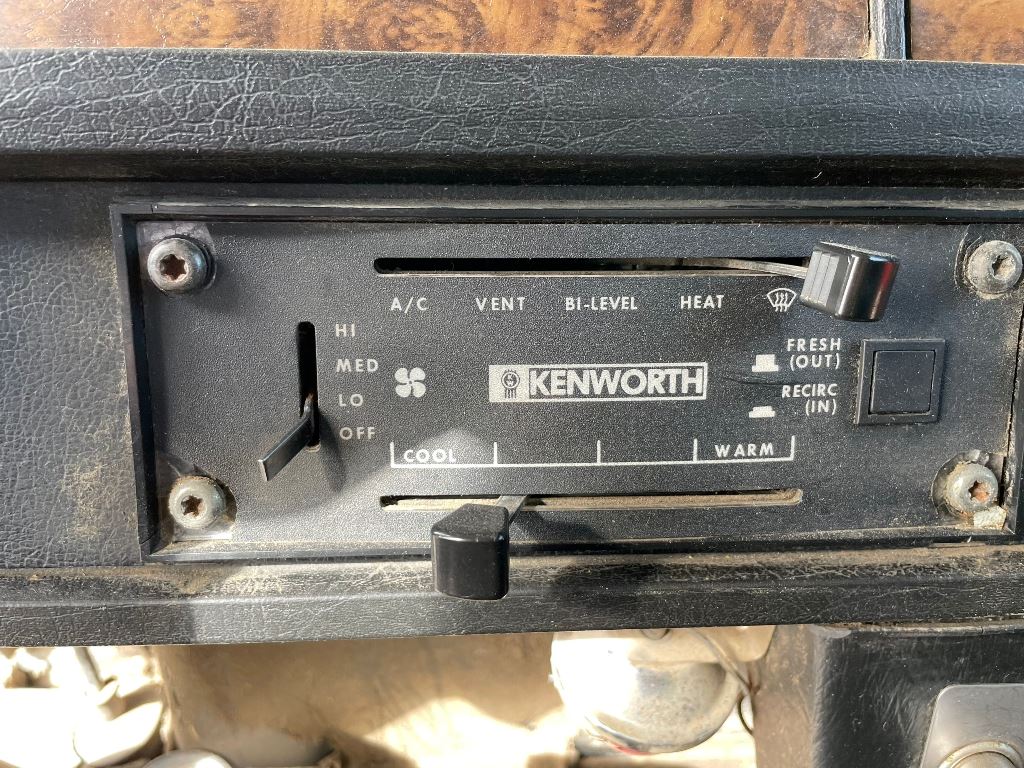 A/C VENT BI-LEVEL HEAT
HI
MED
LO
OFF
KENWORTH
FRESH
(OUT)
RECIRC
(IN)
COOL WARM